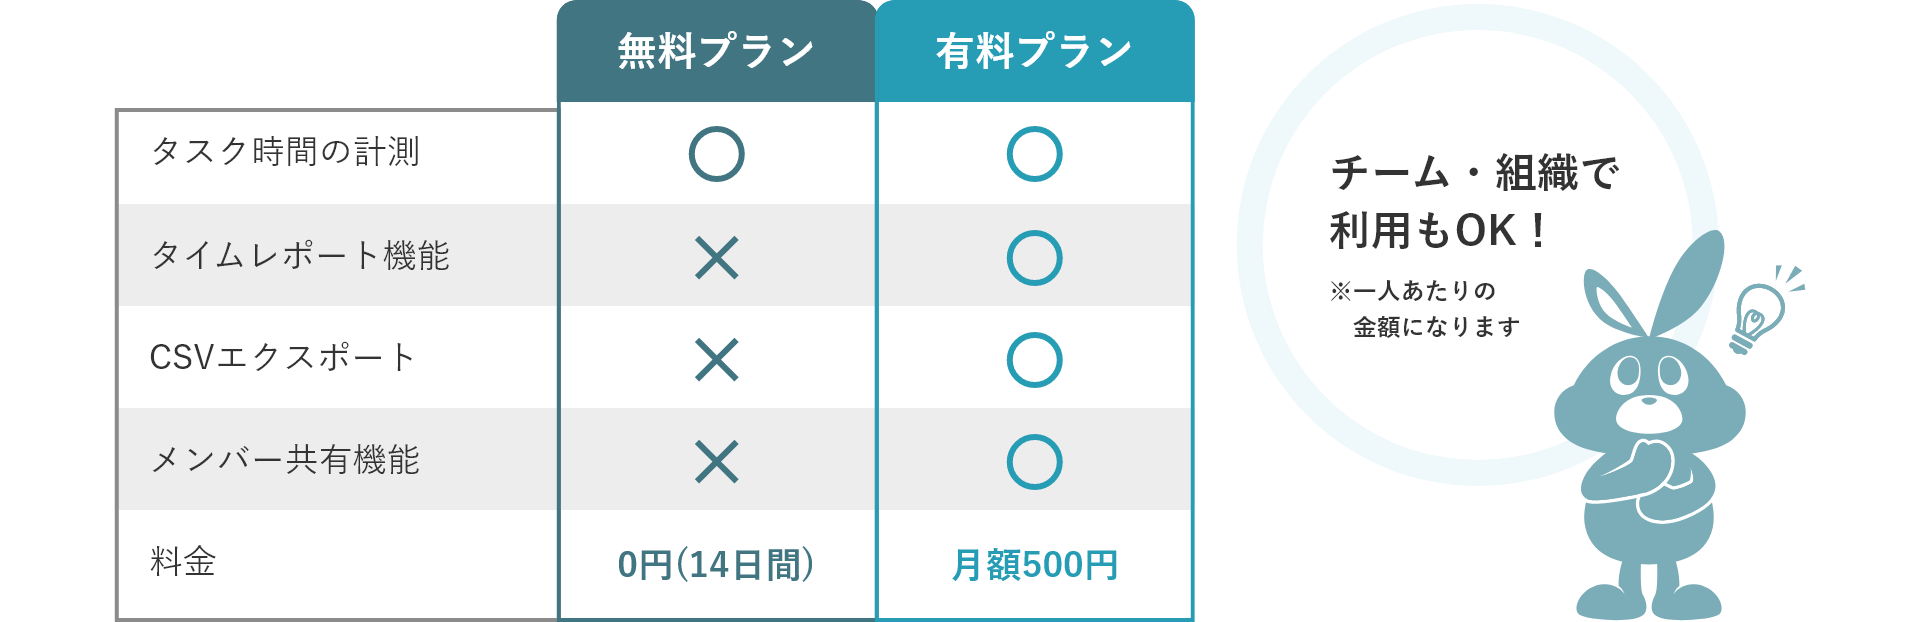 無料プラン 有料プラン
タスク時間の計測 ○ ○
タイムレポート機能 × ○
CSVエクスポート × ○
メンバー共有機能 × ○
料金 0円(14日間) 月額500円
チーム・組織で
利用もOK！
※一人あたりの
金額になります